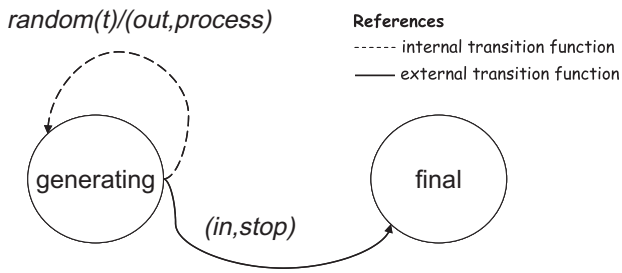 random(t)/(out,process)
References
internal transition function
external transition function
generating
final
(in,stop)